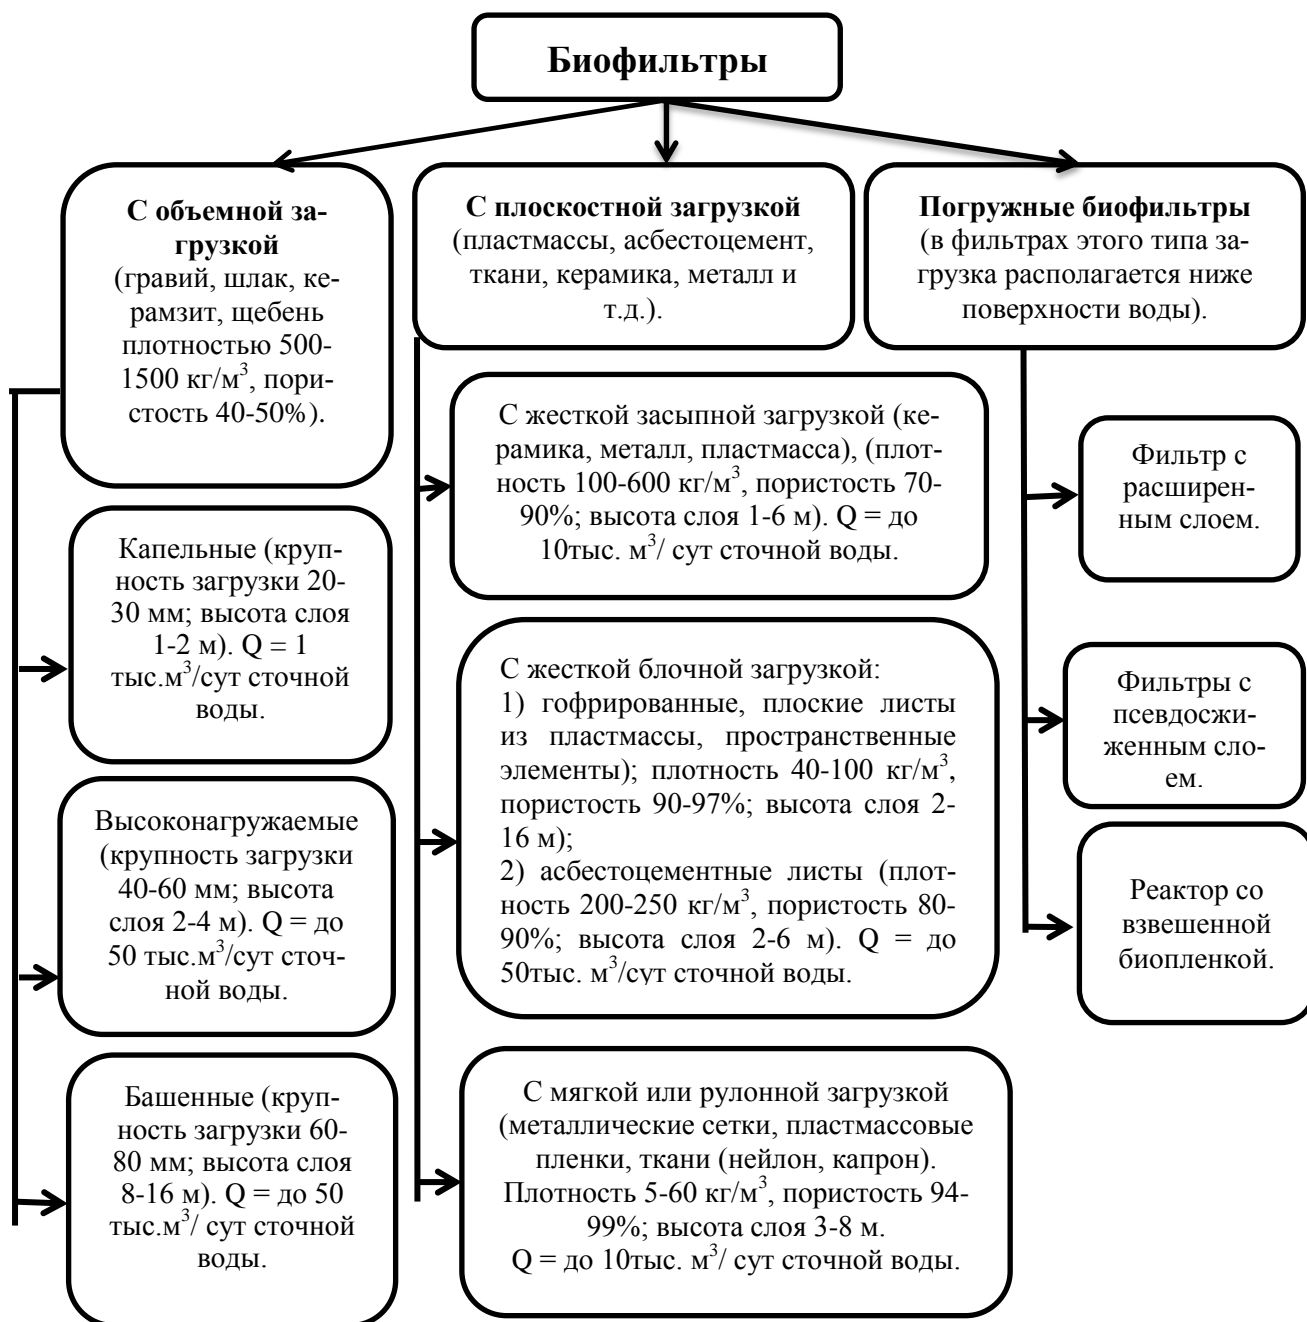 Биофильтры
С объемной за-
грузкой
(гравий, шлак, ке-
рамзит, щебень
плотностью 500-
1500 кг/м³, пори-
стость 40-50%).
Капельные (круп-
ность загрузки 20-
30 мм; высота слоя
1-2 м). Q = 1
тыс.м³/сут сточной
воды.
Высоконагружаемые
(крупность загрузки
40-60 мм; высота
слоя 2-4 м). Q = до
50 тыс.м³/сут сточ-
ной воды.
Башенные (круп-
ность загрузки 60-
80 мм; высота слоя
8-16 м). Q = до 50
тыс.м³/ сут сточной
воды.
С плоскостной загрузкой
(пластмассы, асбестоцемент,
ткани, керамика, металл и
т.д.).
С жесткой засыпной загрузкой (ке-
рамика, металл, пластмасса), (плот-
ность 100-600 кг/м³, пористость 70-
90%; высота слоя 1-6 м). Q = до
10тыс. м³/ сут сточной воды.
С жесткой блочной загрузкой:
1) гофрированные, плоские листы
из пластмассы, пространственные
элементы); плотность 40-100 кг/м³,
пористость 90-97%; высота слоя 2-
16 м);
2) асбестоцементные листы (плот-
ность 200-250 кг/м³, пористость 80-
90%; высота слоя 2-6 м). Q = до
50тыс. м³/сут сточной воды.
С мягкой или рулонной загрузкой
(металлические сетки, пластмассовые
пленки, ткани (нейлон, капрон).
Плотность 5-60 кг/м³, пористость 94-
99%; высота слоя 3-8 м.
Q = до 10тыс. м³/ сут сточной воды.
Погружные биофильтры
(в фильтрах этого типа за-
грузка располагается ниже
поверхности воды).
Фильтр с
расширен-
ным слоем.
Фильтры с
псевдосжи-
женным сло-
ем.
Реактор со
взвешенной
биопленкой.